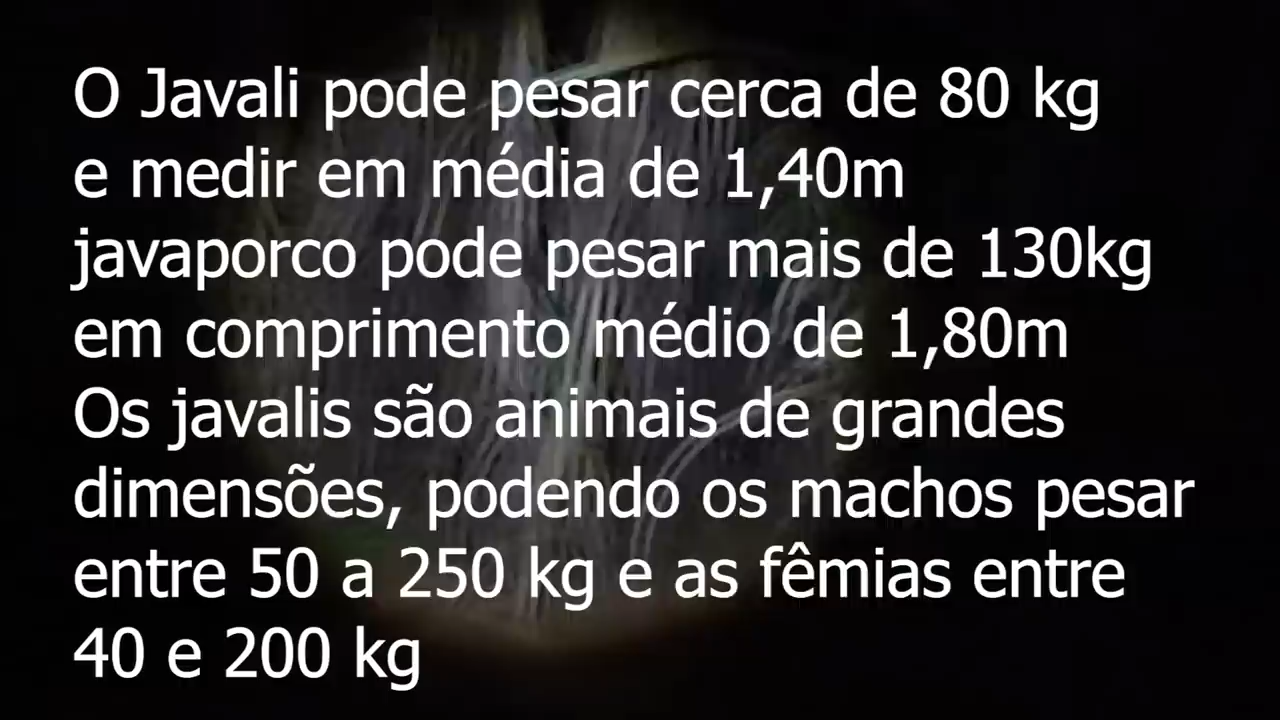 O Javali pode pesar cerca de 80 kg
e medir em média de 1,40m
javaporco pode pesar mais de 130kg
em comprimento médio de 1,80m
Os javalis são animais de grandes
dimensões, podendo os machos pesar
entre 50 a 250 kg e as fêmias entre
40 e 200 kg